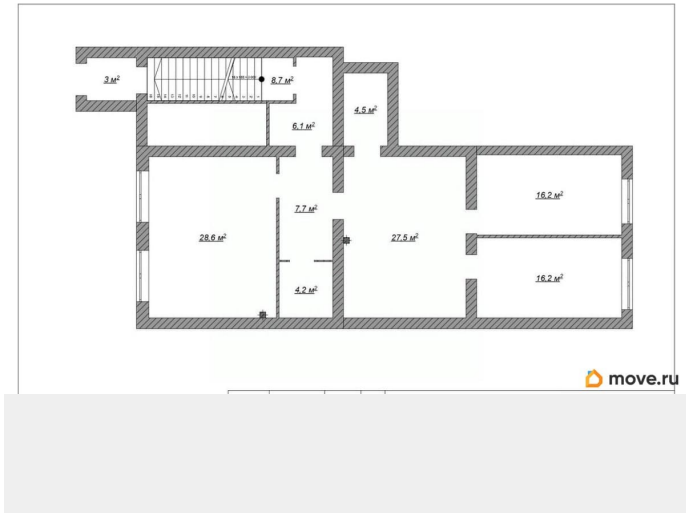 3 м²
8,7 м²
4,5 м²
6,1 м²
16,2 м²
7,7 м²
28,6 м²
27,5 м²
4,2 м²
16,2 м²
move.ru